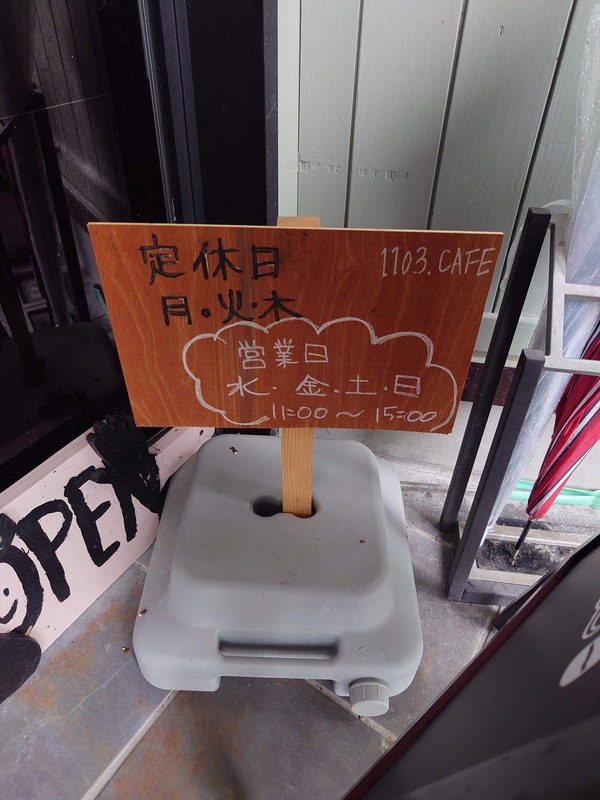 定休日
月・火・木
1103.CAFE
営業日
水・金・土・日
11:00〜15:00
OPEN